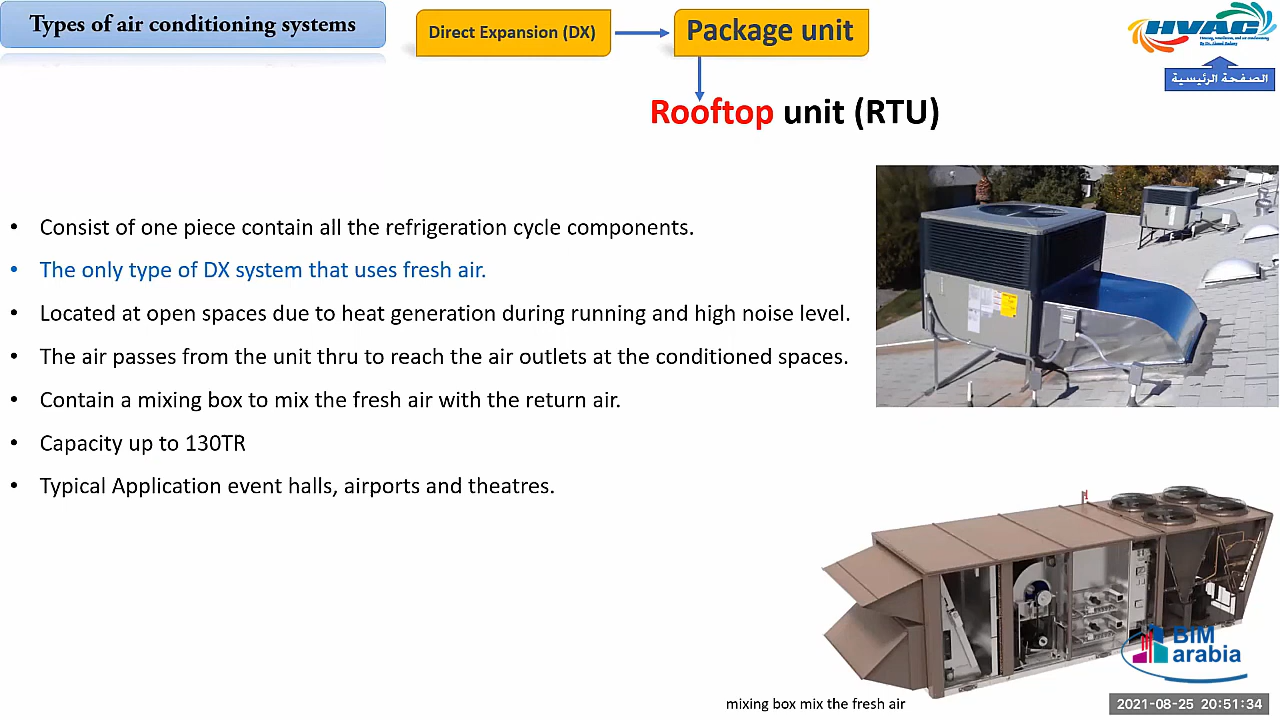 Types of air conditioning systems
Direct Expansion (DX)
Package unit
HVAC
Heating, ventilation, and air conditioning
الصفحة الرئيسية
Rooftop unit (RTU)
• Consist of one piece contain all the refrigeration cycle components.
• The only type of DX system that uses fresh air.
• Located at open spaces due to heat generation during running and high noise level.
• The air passes from the unit thru to reach the air outlets at the conditioned spaces.
• Contain a mixing box to mix the fresh air with the return air.
• Capacity up to 130TR
• Typical Application event halls, airports and theatres.
BIM
arabia
mixing box mix the fresh air
2021-08-25 20:51:34